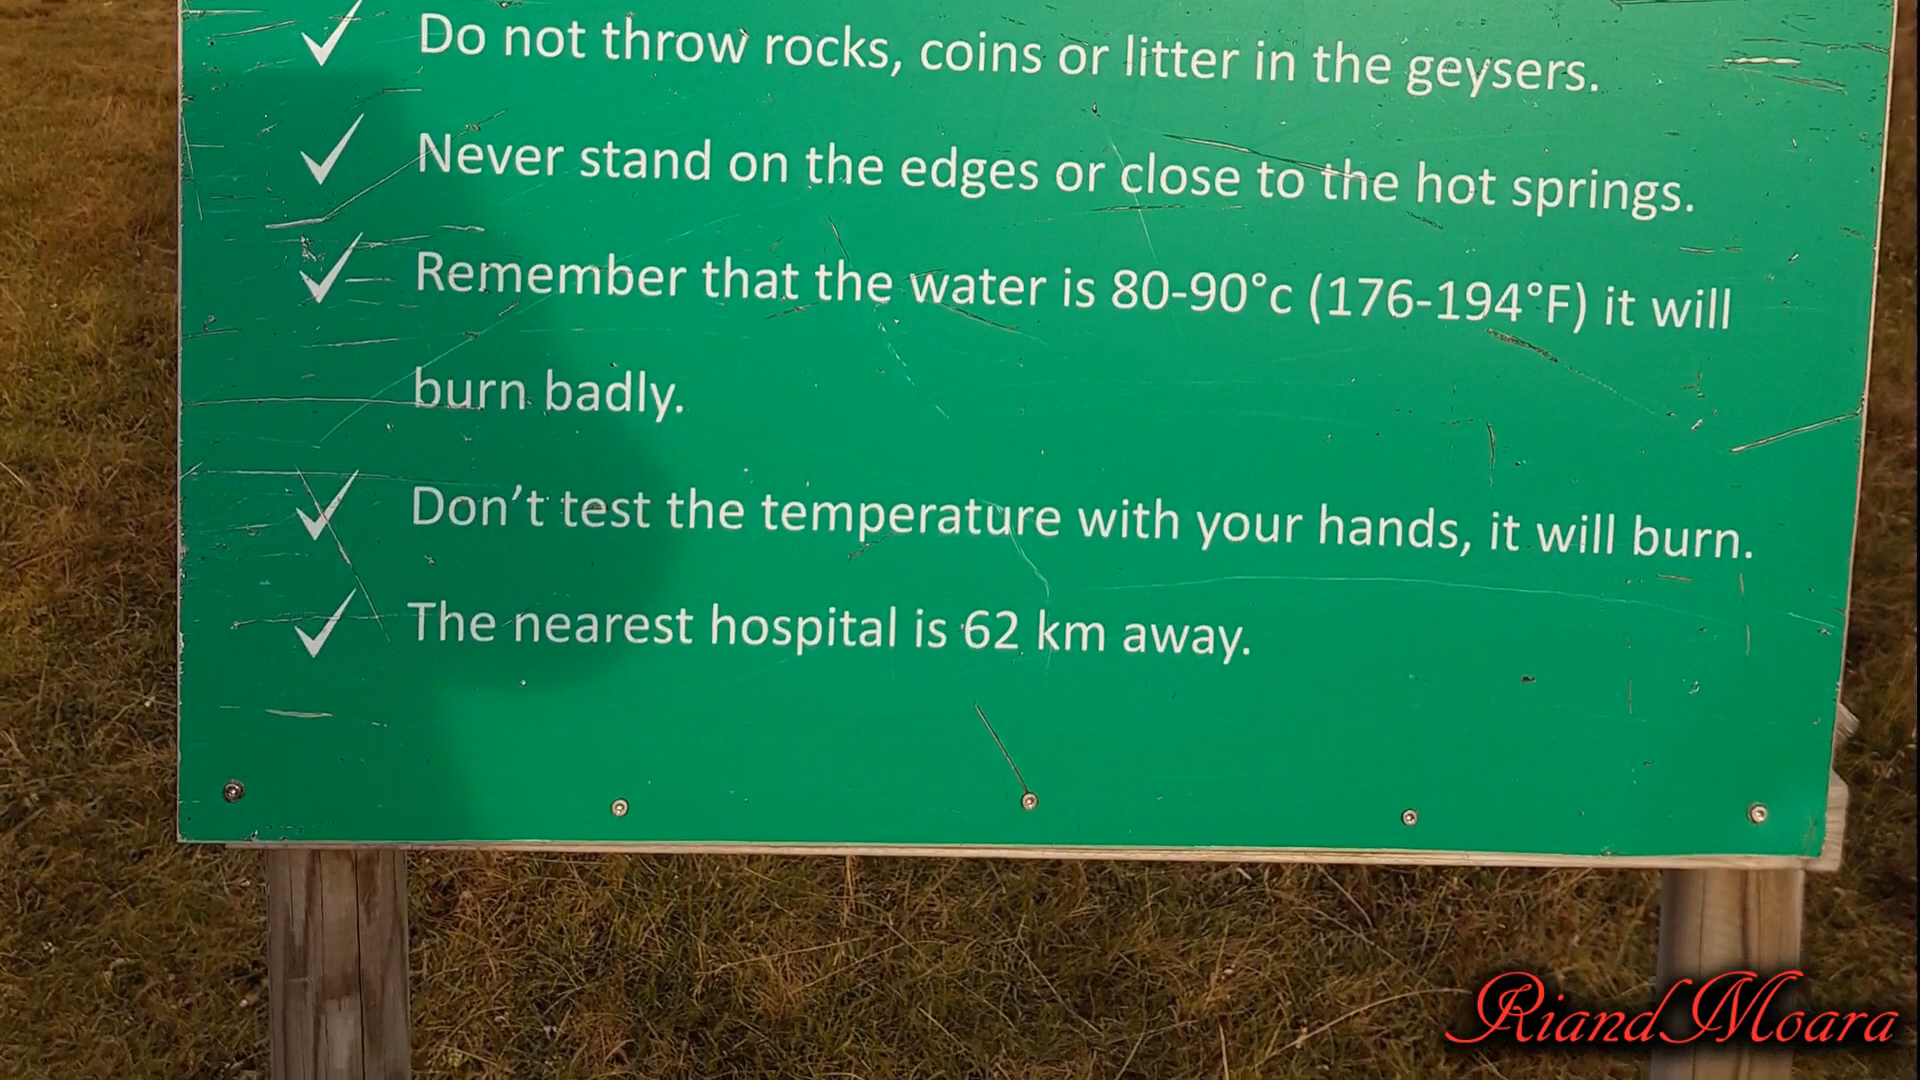 ✓ Do not throw rocks, coins or litter in the geysers.
✓ Never stand on the edges or close to the hot springs.
✓ Remember that the water is 80-90°c (176-194°F) it will
burn badly.
✓ Don’t test the temperature with your hands, it will burn.
✓ The nearest hospital is 62 km away.
RiandMoara